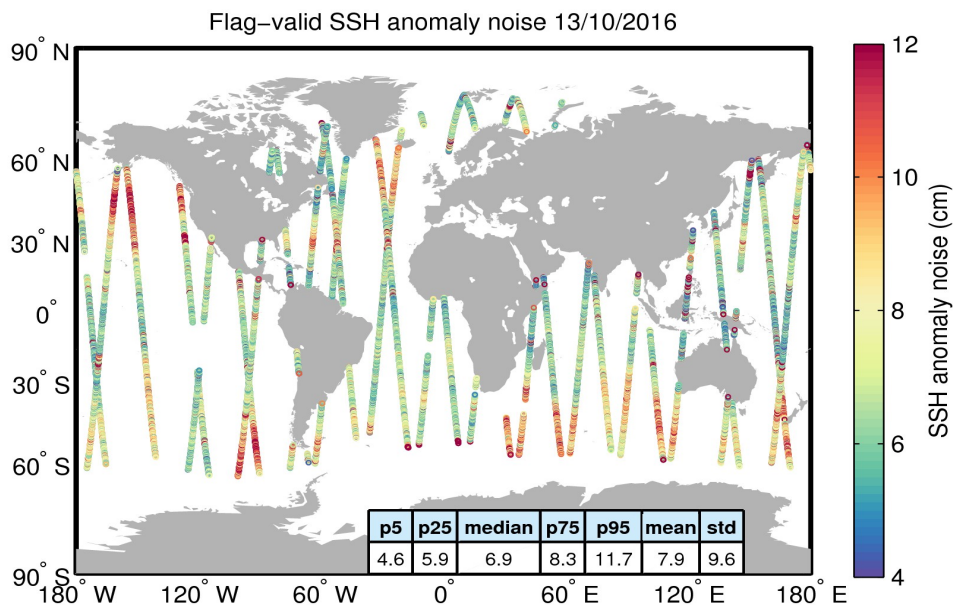 Flag−valid SSH anomaly noise 13/10/2016
90° N
60° N
30° N
0°
30° S
60° S
90° S
180° W
120° W
60° W
0°
60° E
120° E
180° E
p5 p25 median p75 p95 mean std
4.6 5.9 6.9 8.3 11.7 7.9 9.6
12
10
8
6
4
SSH anomaly noise (cm)